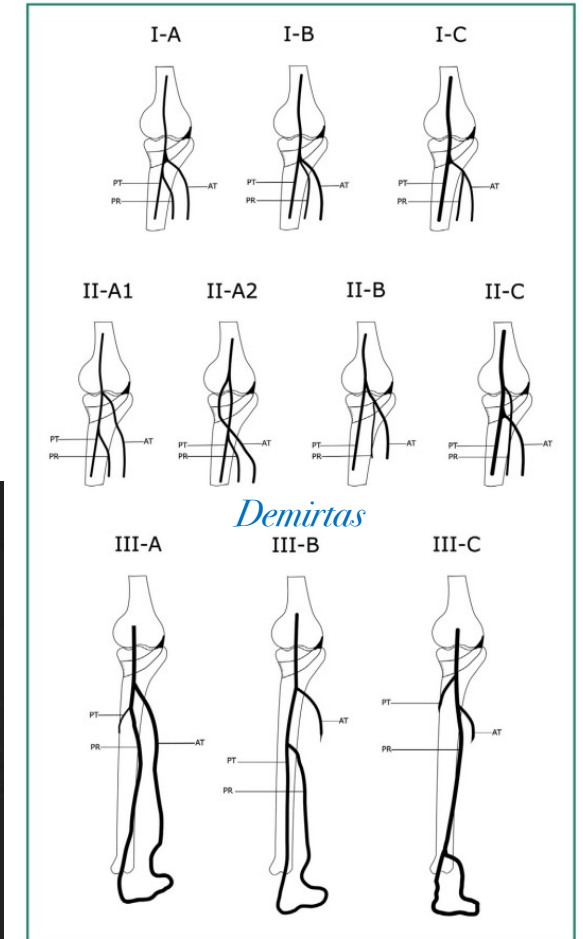 I-A I-B I-C
PT AT PT AT PT AT
PR PR PR
II-A1 II-A2 II-B II-C
PT AT PT AT PT AT PT AT
PR PR PR PR
Demirtas
III-A III-B III-C
PT PT
AT AT
PR AT PR
PT
PR